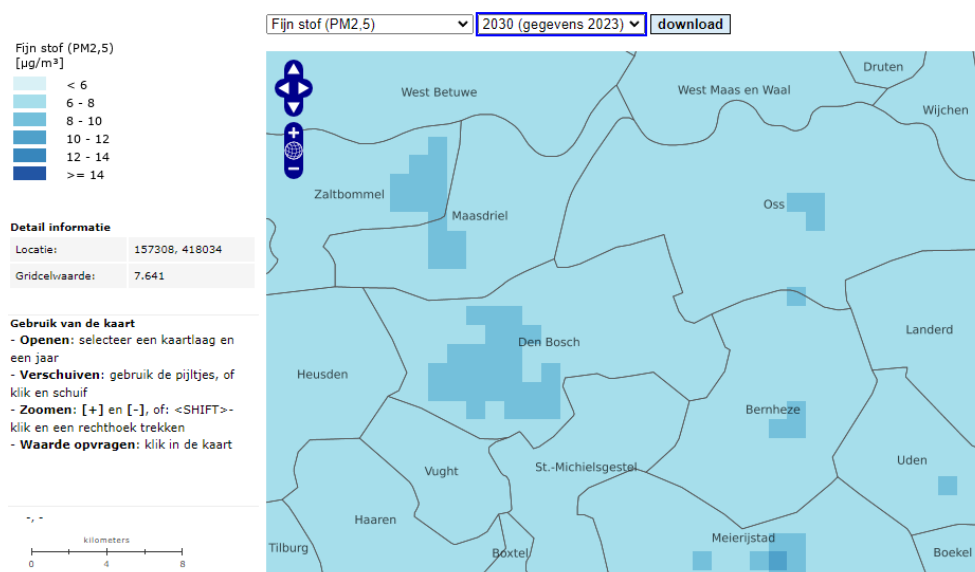 Fijn stof (PM2,5)
2030 (gegevens 2023)
download
Fijn stof (PM2,5)
[µg/m³]
< 6
6 - 8
8 - 10
10 - 12
12 - 14
>= 14
Detail informatie
Locatie: 157308, 418034
Gridcelwaarde: 7.641
Gebruik van de kaart
- Openen: selecteer een kaartlaag en
een jaar
- Verschuiven: gebruik de pijltjes, of
klik en schuif
- Zoomen: [+] en [-], of: <SHIFT>-
klik en een rechthoek trekken
- Waarde opvragen: klik in de kaart
-, -
kilometers
0 4 8
Druten
West Betuwe
West Maas en Waal
Wijchen
Zaltbommel
Maasdriel
Oss
Landerd
Den Bosch
Heusden
Bernheze
Uden
Vught
St.-Michielsgestel
Haaren
Meierijstad
Tilburg
Boxtel
Boekel